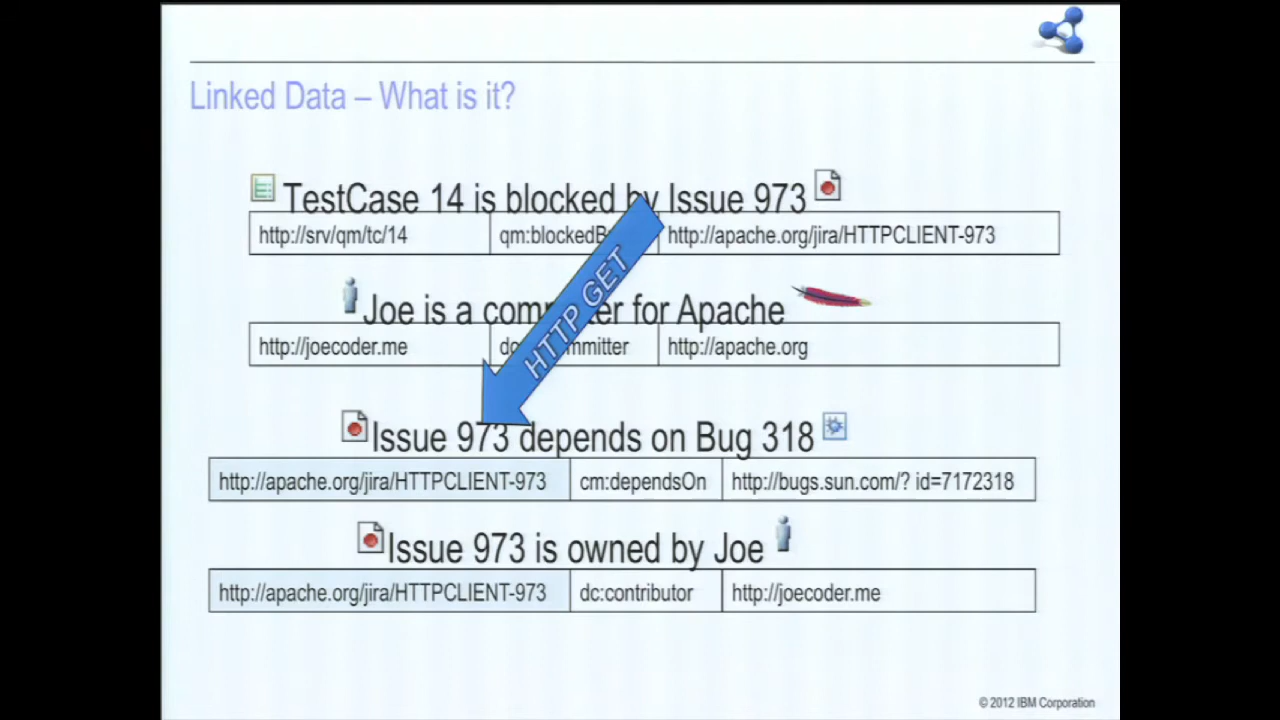 Linked Data – What is it?
TestCase 14 is blocked by Issue 973
http://srv/qm/tc/14 http://apache.org/jira/HTTPCLIENT-973
HTTP GET
Joe is a for Apache
http://joecoder.me http://apache.org
Issue 973 depends on Bug 318
http://apache.org/jira/HTTPCLIENT-973 cm:dependsOn http://bugs.sun.com/? id=7172318
Issue 973 is owned by Joe
http://apache.org/jira/HTTPCLIENT-973 dc:contributor http://joecoder.me
© 2012 IBM Corporation